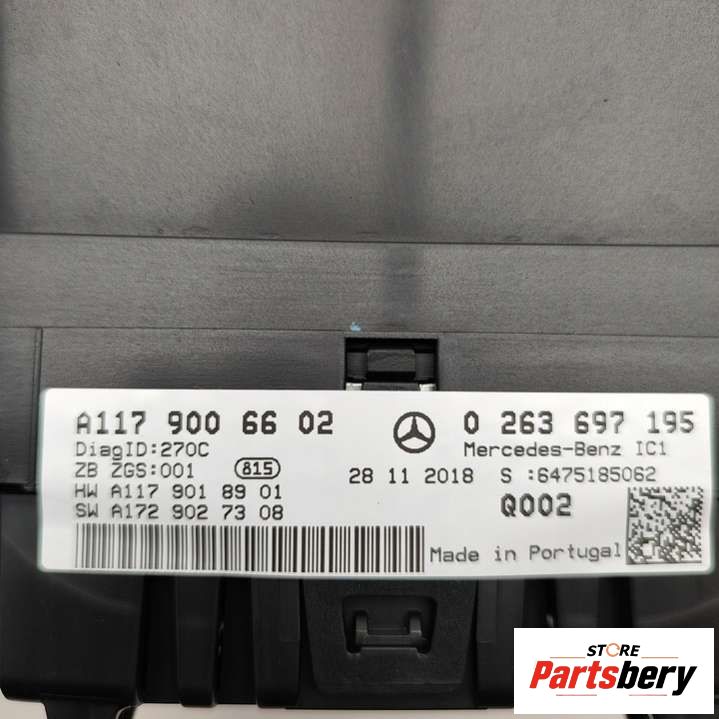 A117 900 66 02
0 263 697 195
DiagID:270C
Mercedes-Benz IC1
ZB ZGS:001
815
28 11 2018
S :6475185062
HW A117 901 89 01
Q002
SW A172 902 73 08
Made in Portugal
STORE
Partsbery